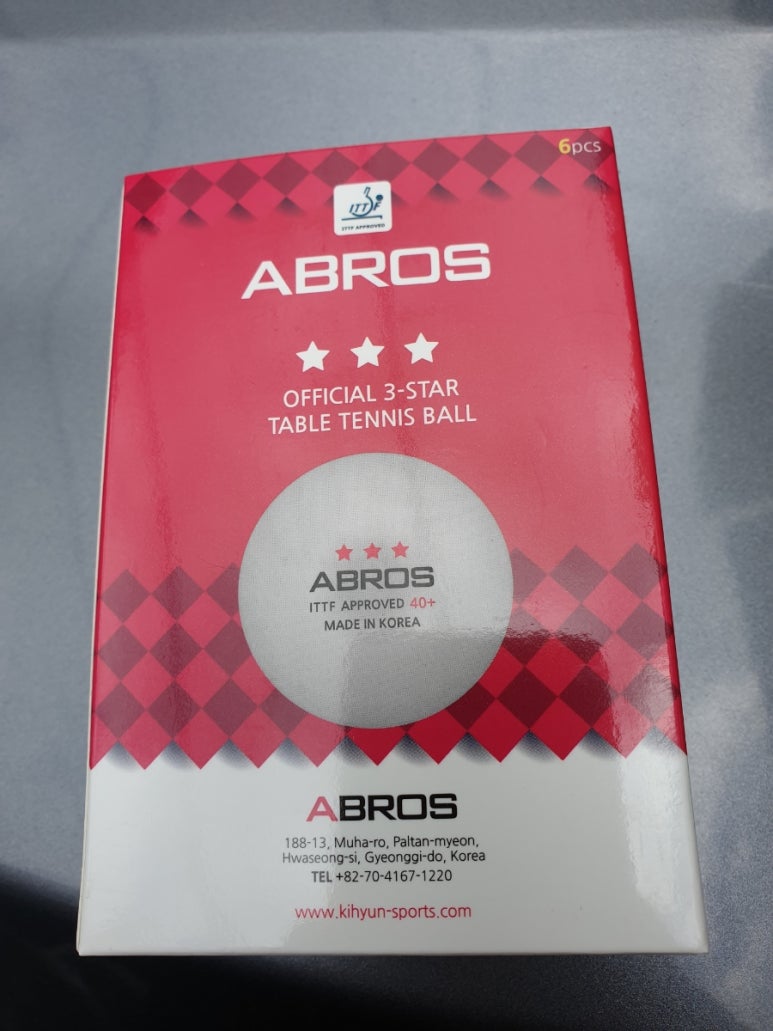 6pcs
ITTF
ITTF APPROVED
ABROS
OFFICIAL 3-STAR
TABLE TENNIS BALL
ABROS
ITTF APPROVED 40+
MADE IN KOREA
ABROS
188-13, Muha-ro, Paltan-myeon,
Hwaseong-si, Gyeonggi-do, Korea
TEL +82-70-4167-1220
www.kihyun-sports.com